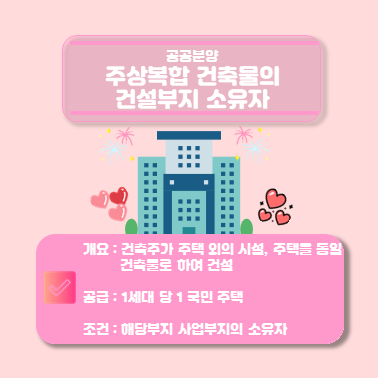 공공분양
주상복합 건축물의
건설부지 소유자
개요 : 건축주가 주택 외의 시설, 주택을 동일
건축물로 하여 건설
공급 : 1세대 당 1 국민 주택
조건 : 해당부지 사업부지의 소유자